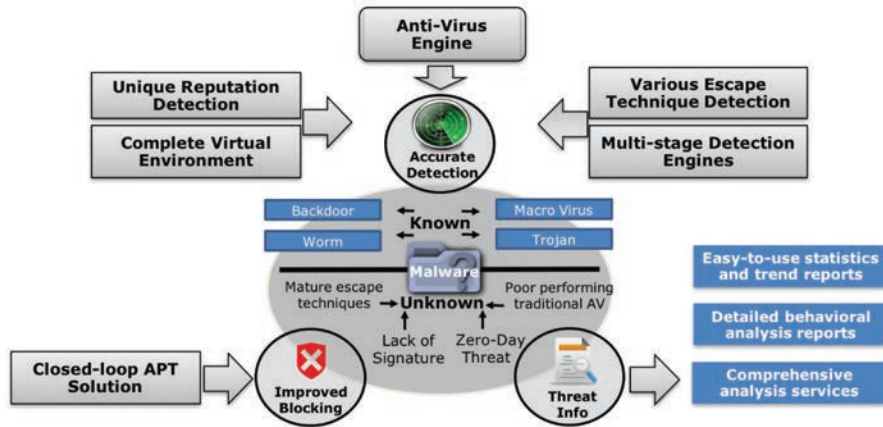 Anti-Virus
Engine
Unique Reputation
Detection
Complete Virtual
Environment
Various Escape
Technique Detection
Multi-stage Detection
Engines
Accurate
Detection
Backdoor
Worm
Known
Macro Virus
Trojan
Malware
Mature escape
techniques
Unknown
Poor performing
traditional AV
Lack of
Signature
Zero-Day
Threat
Easy-to-use statistics
and trend reports
Detailed behavioral
analysis reports
Comprehensive
analysis services
Closed-loop APT
Solution
Improved
Blocking
Threat
Info